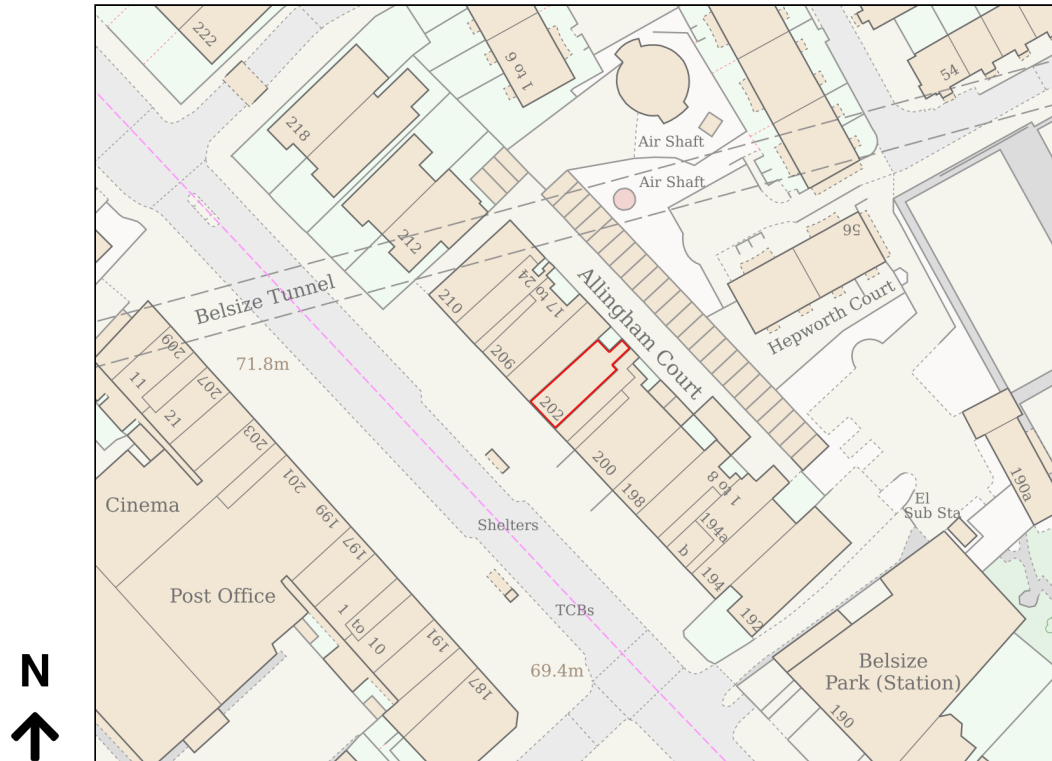 222
1 to 9
54
218
Air Shaft
Air Shaft
212
56
17 to 24
Allingham Court
Belsize Tunnel
210
Hepworth Court
209
71.8m
206
207
11
202
21
203
200
201
1 to 8
190a
Cinema
198
El
Sub Sta
199
194a
Shelters
197
b
194
Post Office
TCBs
1 to 10
192
191
N
69.4m
Belsize
Park (Station)
187
190